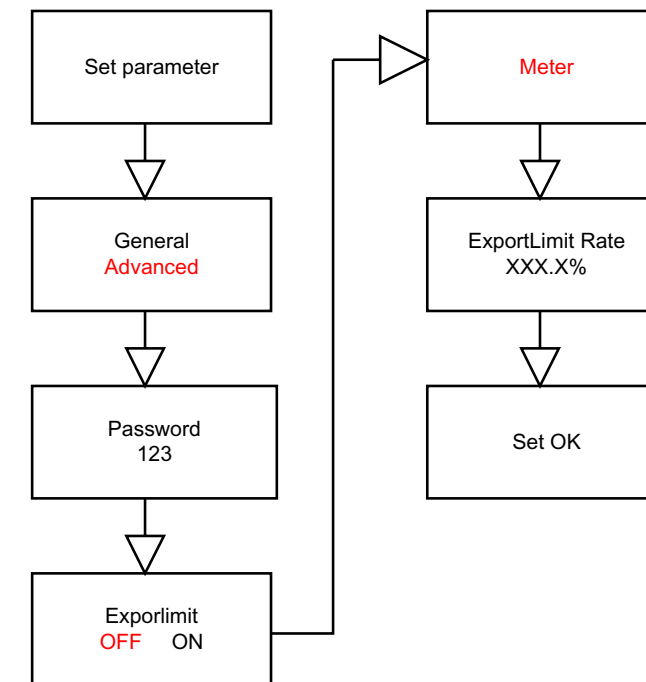 Set parameter
General
Advanced
Password
123
Exporlimit
OFF ON
Meter
ExportLimit Rate
XXX.X%
Set OK